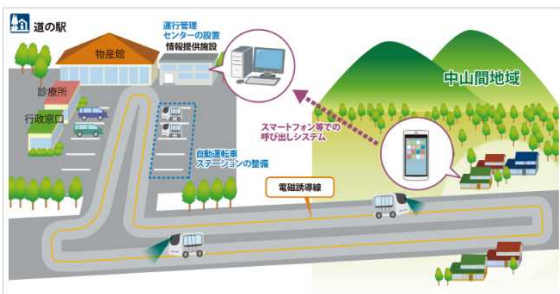 道の駅
運行管理
センターの設置
情報提供施設
物産館
診療所
行政窓口
中山間地域
スマートフォン等での
呼び出しシステム
自動運転車
ステーションの整備
電磁誘導線